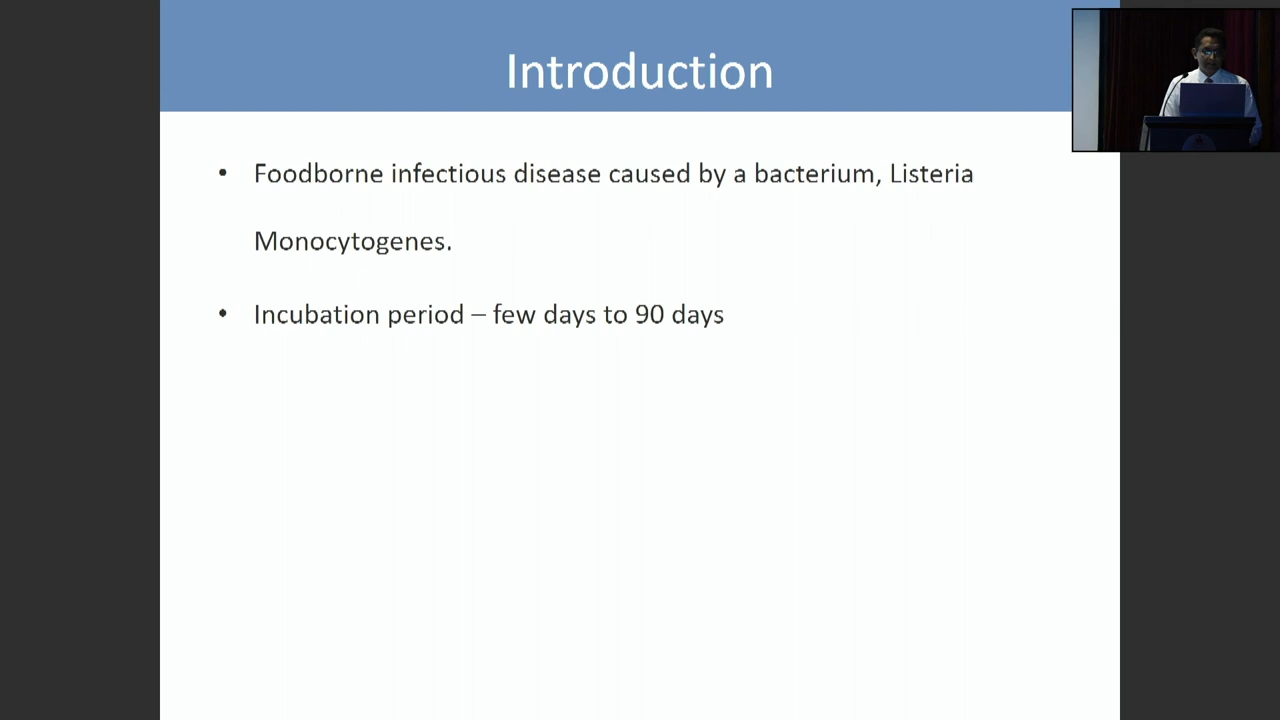 Introduction
• Foodborne infectious disease caused by a bacterium, Listeria
Monocytogenes.
• Incubation period – few days to 90 days